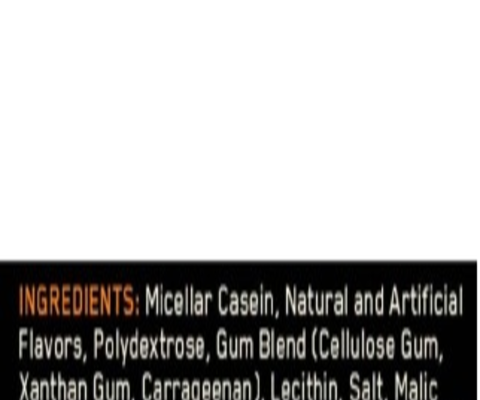 INGREDIENTS: Micellar Casein, Natural and Artificial
Flavors, Polydextrose, Gum Blend (Cellulose Gum,
Xanthan Gum, Carrageenan), Lecithin, Salt, Malic